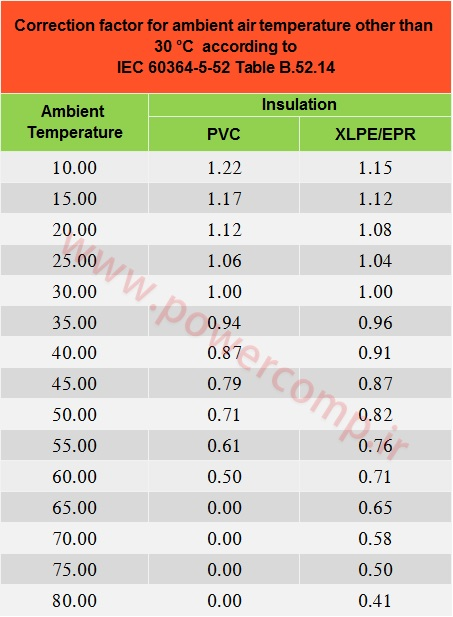 Correction factor for ambient air temperature other than
30 °C according to
IEC 60364-5-52 Table B.52.14
Ambient
Temperature
Insulation
PVC XLPE/EPR
10.00 1.22 1.15
15.00 1.17 1.12
20.00 1.12 1.08
25.00 1.06 1.04
30.00 1.00 1.00
35.00 0.94 0.96
40.00 0.87 0.91
45.00 0.79 0.87
50.00 0.71 0.82
55.00 0.61 0.76
60.00 0.50 0.71
65.00 0.00 0.65
70.00 0.00 0.58
75.00 0.00 0.50
80.00 0.00 0.41
www.powercomp.ir